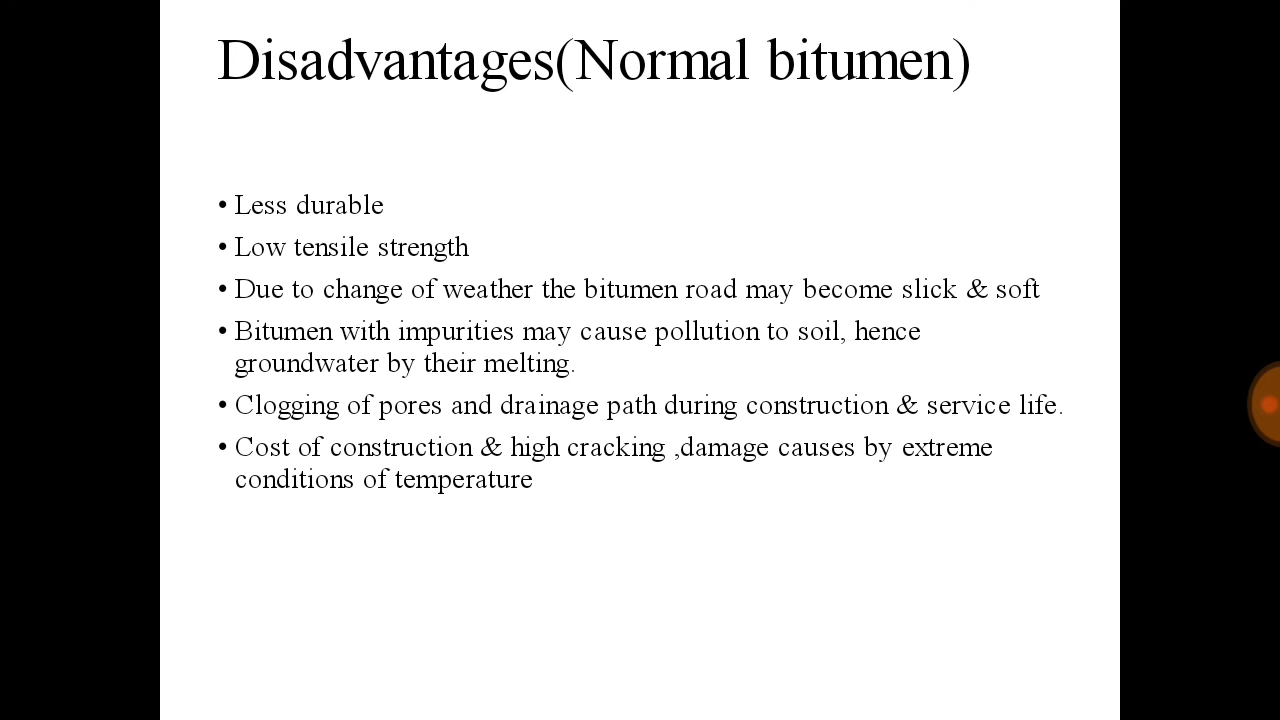 Disadvantages(Normal bitumen)
• Less durable
• Low tensile strength
• Due to change of weather the bitumen road may become slick & soft
• Bitumen with impurities may cause pollution to soil, hence
groundwater by their melting.
• Clogging of pores and drainage path during construction & service life.
• Cost of construction & high cracking ,damage causes by extreme
conditions of temperature